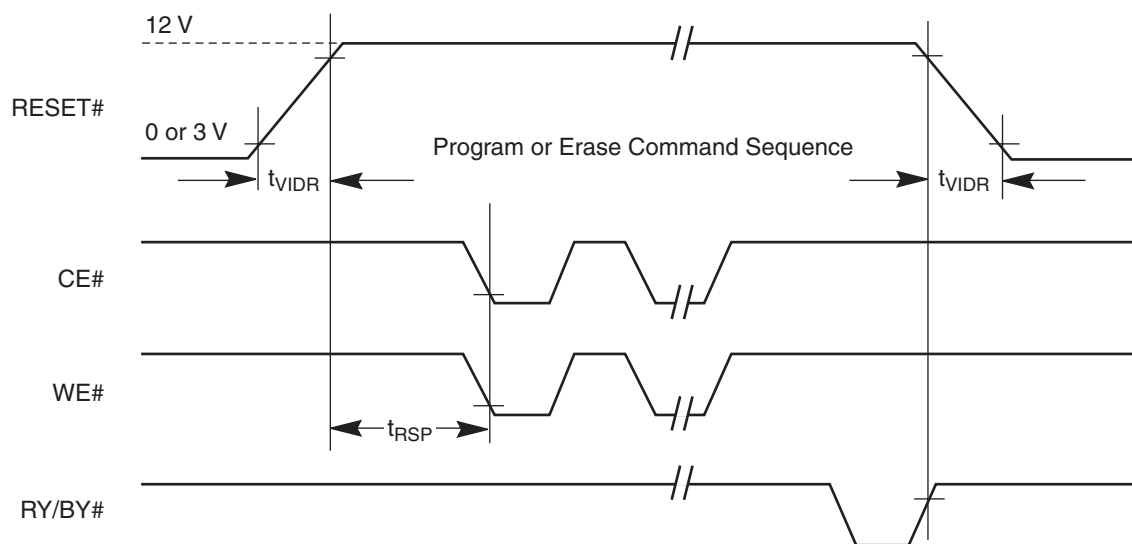 12 V
RESET#
0 or 3 V
Program or Erase Command Sequence
tVIDR
tVIDR
CE#
WE#
tRSP
RY/BY#